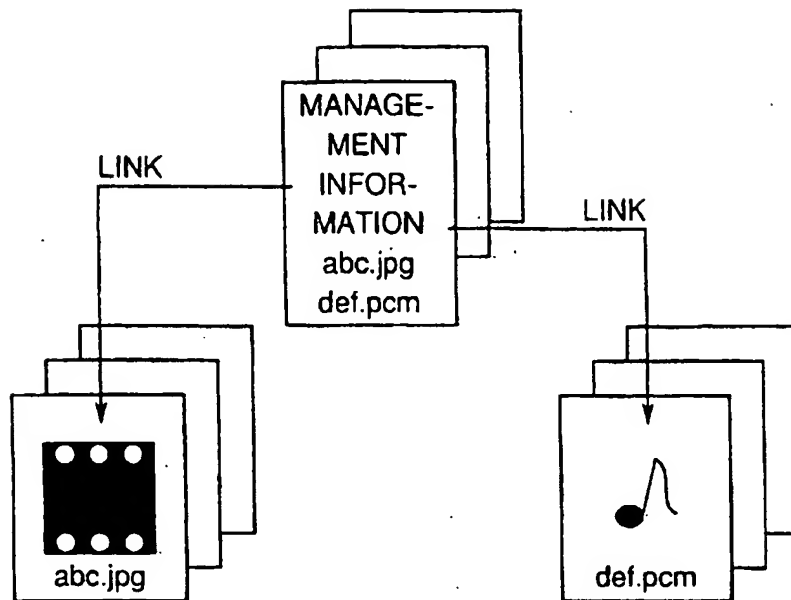 MANAGE-
MENT
INFOR-
MATION
abc.jpg
def.pcm
LINK
LINK
abc.jpg
def.pcm